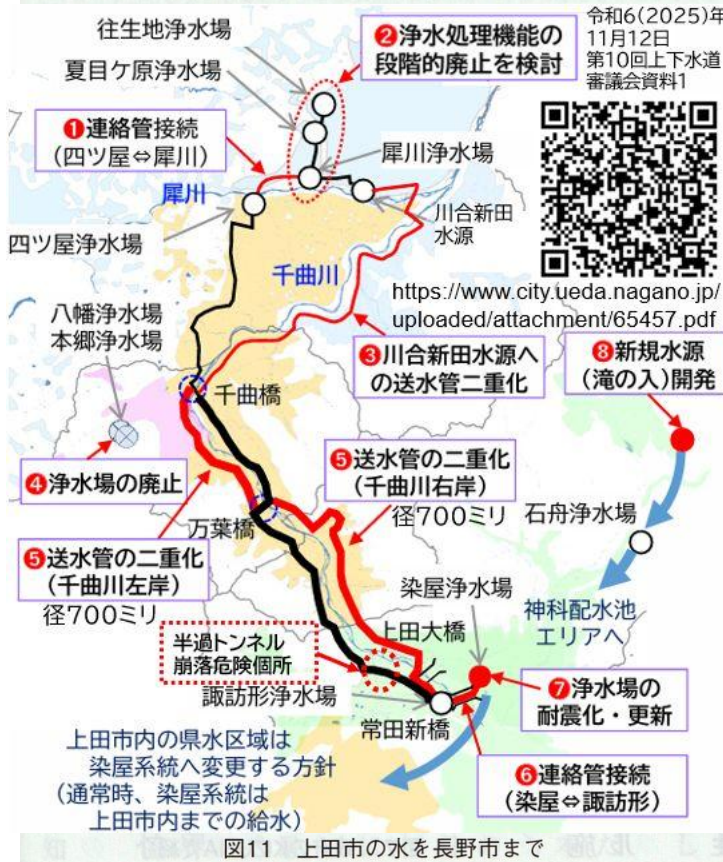 往生地浄水場
夏目ケ原浄水場
❷浄水処理機能の
段階的廃止を検討
令和6(2025)年
11月12日
第10回上下水道
審議会資料1
❶連絡管接続
(四ツ屋⇔犀川)
犀川浄水場
犀川
川合新田
水源
四ツ屋浄水場
千曲川
https://www.city.ueda.nagano.jp/
uploaded/attachment/65457.pdf
八幡浄水場
本郷浄水場
❸川合新田水源へ
の送水管二重化
❽新規水源
(滝の入)開発
千曲橋
❹浄水場の廃止
❺送水管の二重化
(千曲川右岸)
径700ミリ
石舟浄水場
万葉橋
❺送水管の二重化
(千曲川左岸)
径700ミリ
染屋浄水場
神科配水池
エリアへ
上田大橋
半過トンネル
崩落危険個所
諏訪形浄水場
❼浄水場の
耐震化・更新
常田新橋
上田市内の県水区域は
染屋系統へ変更する方針
(通常時、染屋系統は
上田市内までの給水)
❻連絡管接続
(染屋⇔諏訪形)
図11 上田市の水を長野市まで